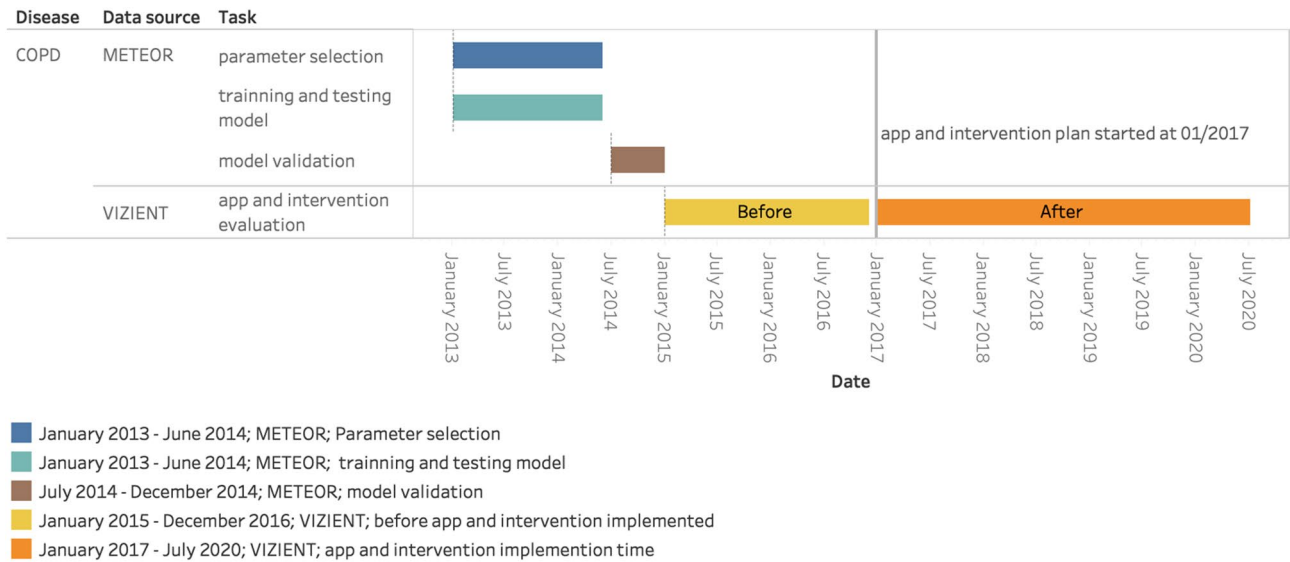 Disease Data source Task
COPD METEOR parameter selection
trainning and testing
model
model validation
app and intervention plan started at 01/2017
VIZIENT app and intervention
evaluation
Before After
January 2013
July 2013
January 2014
July 2014
January 2015
July 2015
January 2016
July 2016
January 2017
July 2017
January 2018
July 2018
January 2019
July 2019
January 2020
July 2020
Date
January 2013 - June 2014; METEOR; Parameter selection
January 2013 - June 2014; METEOR; trainning and testing model
July 2014 - December 2014; METEOR; model validation
January 2015 - December 2016; VIZIENT; before app and intervention implemented
January 2017 - July 2020; VIZIENT; app and intervention implemention time